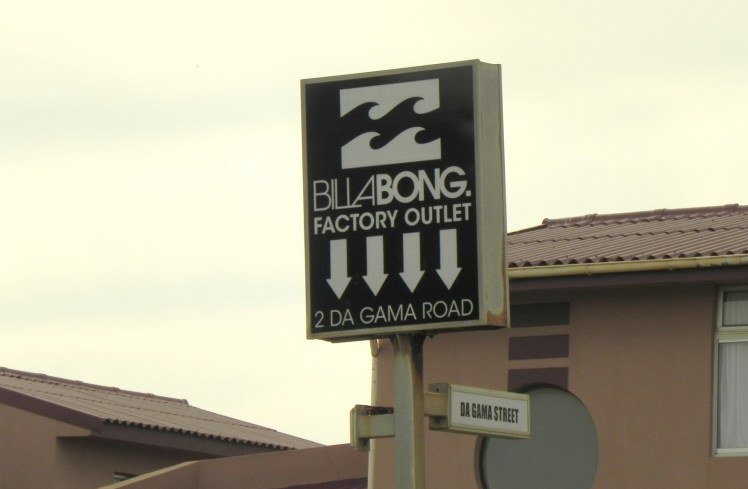 BILLABONG.
FACTORY OUTLET
2 DA GAMA ROAD
DA GAMA STREET